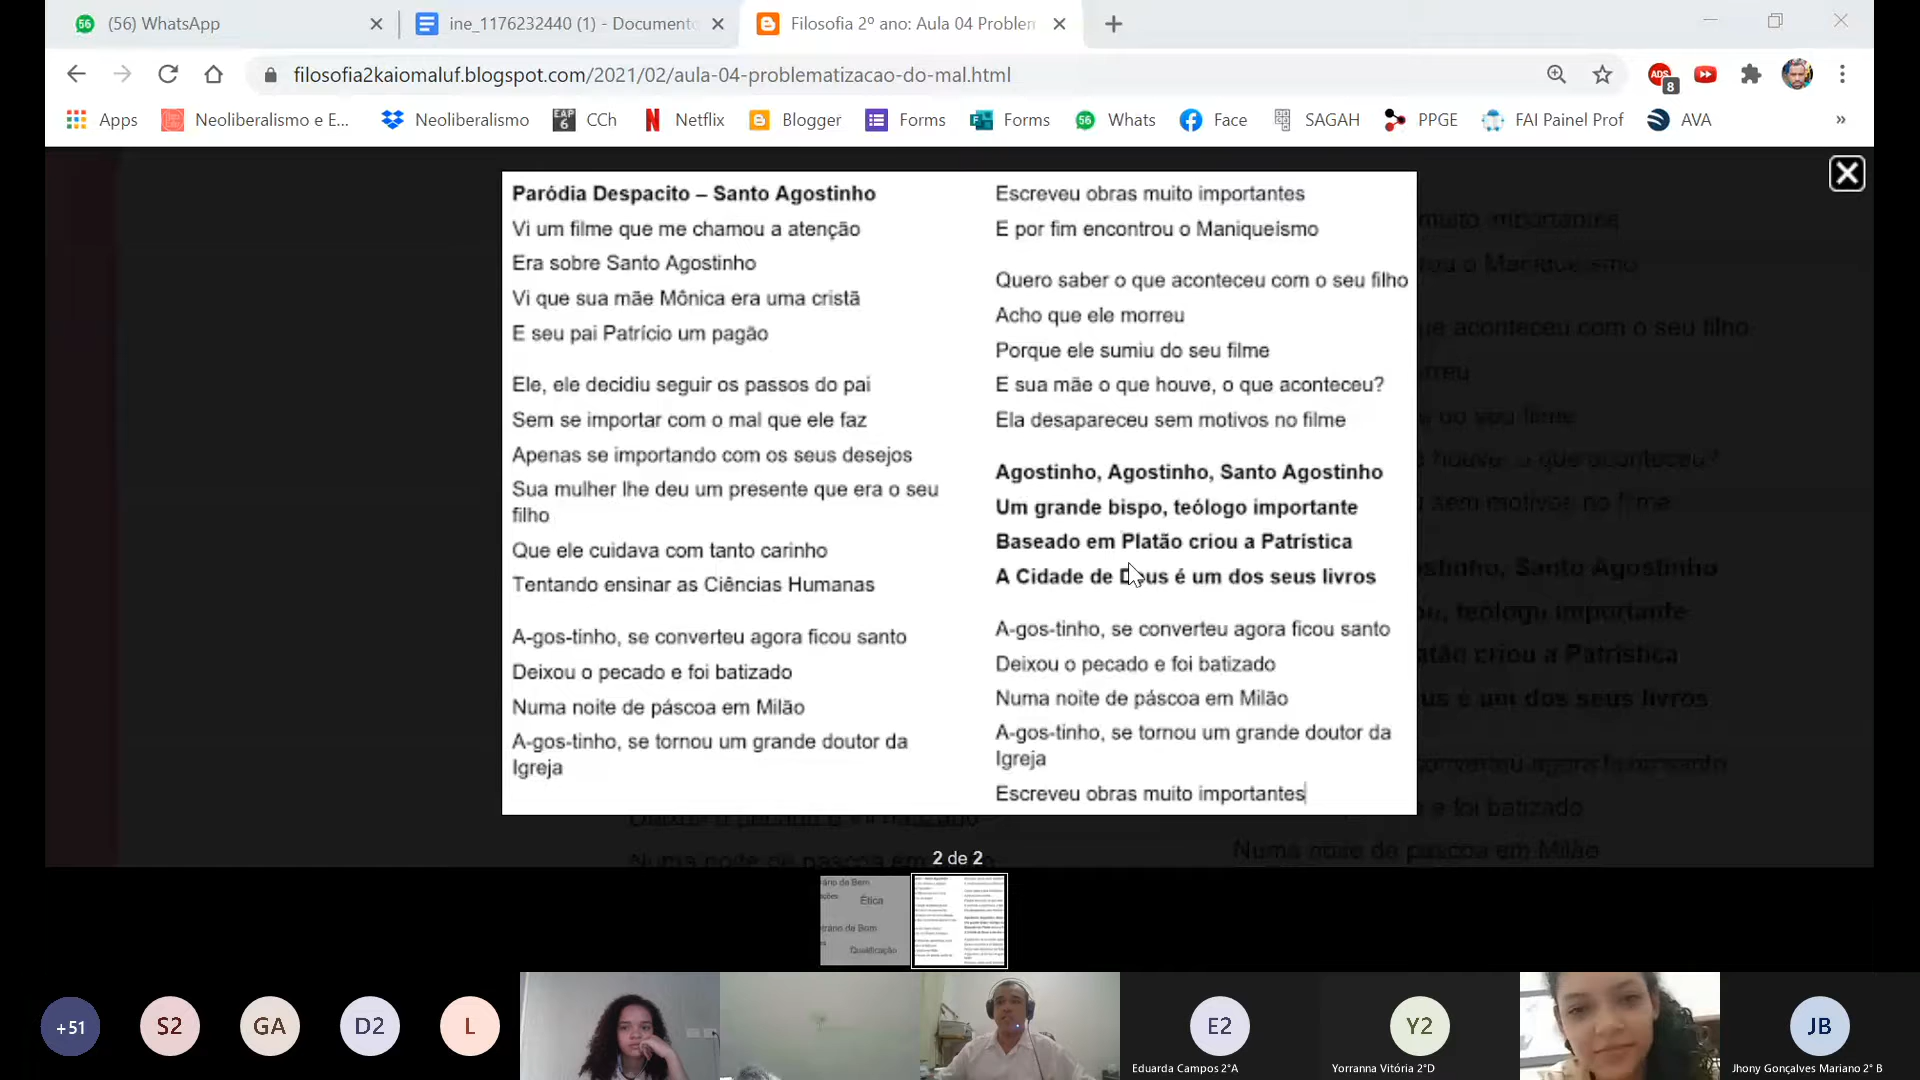 (56) WhatsApp
ine_1176232440 (1) - Documento
Filosofia 2º ano: Aula 04 Problem
filosofia2kaiomaluf.blogspot.com/2021/02/aula-04-problematizacao-do-mal.html
ADS
8
Apps
Neoliberalismo e E...
Neoliberalismo
EAP 6
CCh
Netflix
Blogger
Forms
Forms
56
Whats
Face
SAGAH
PPGE
FAI Painel Prof
AVA
»
Paródia Despacito – Santo Agostinho
Vi um filme que me chamou a atenção
Era sobre Santo Agostinho
Vi que sua mãe Mônica era uma cristã
E seu pai Patrício um pagão
Ele, ele decidiu seguir os passos do pai
Sem se importar com o mal que ele faz
Apenas se importando com os seus desejos
Sua mulher lhe deu um presente que era o seu
filho
Que ele cuidava com tanto carinho
Tentando ensinar as Ciências Humanas
A-gos-tinho, se converteu agora ficou santo
Deixou o pecado e foi batizado
Numa noite de páscoa em Milão
A-gos-tinho, se tornou um grande doutor da
Igreja
Escreveu obras muito importantes
E por fim encontrou o Maniqueísmo
Quero saber o que aconteceu com o seu filho
Acho que ele morreu
Porque ele sumiu do seu filme
E sua mãe o que houve, o que aconteceu?
Ela desapareceu sem motivos no filme
Agostinho, Agostinho, Santo Agostinho
Um grande bispo, teólogo importante
Baseado em Platão criou a Patrística
A Cidade de Deus é um dos seus livros
A-gos-tinho, se converteu agora ficou santo
Deixou o pecado e foi batizado
Numa noite de páscoa em Milão
A-gos-tinho, se tornou um grande doutor da
Igreja
Escreveu obras muito importantes
2 de 2
Ética
Qualificação
+51
S2
GA
D2
L
E2
Eduarda Campos 2°A
Y2
Yorranna Vitória 2°D
JB
Jhony Gonçalves Mariano 2° B